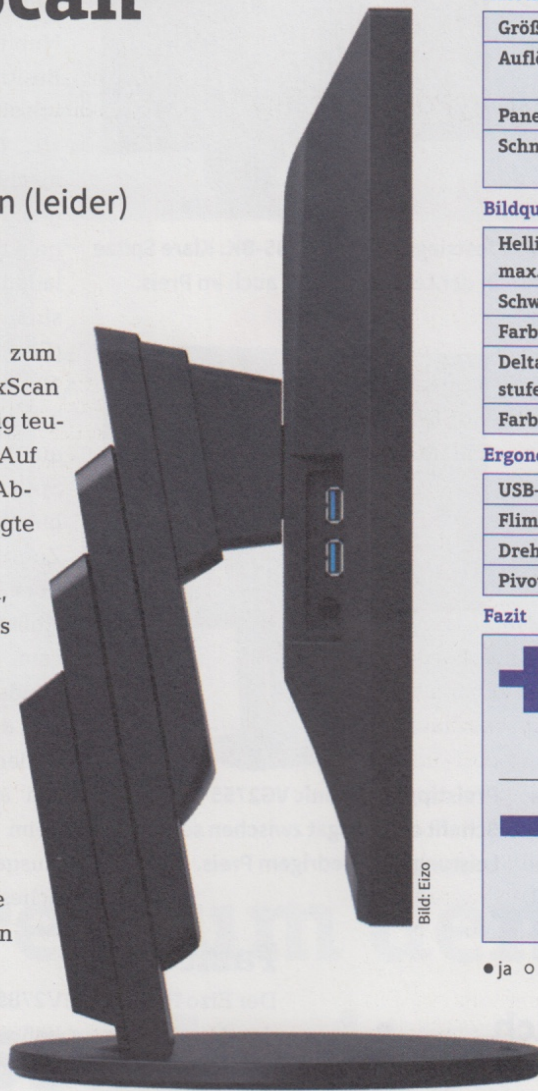 Scan
n (leider)
zum
xScan
g teu-
Auf
Ab-
gte
s
e
n
Bild: Eizo
Größ
Auflö
Pane
Schn
Bildqu
Helli
max.
Schw
Farb
Delta
stufe
Farb
Ergono
USB-
Flim
Dreh
Pivo
Fazit
● ja ○